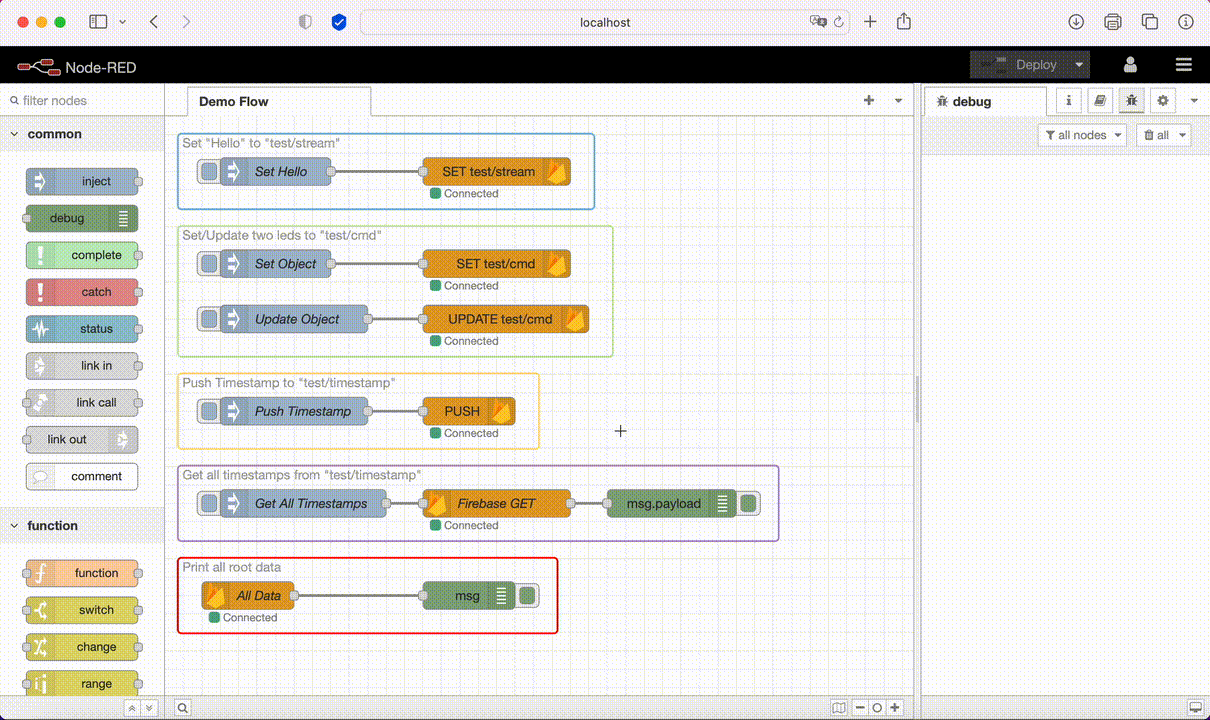 localhost
Node-RED
Deploy
filter nodes
Demo Flow
debug
all nodes
all
common
inject
debug
complete
catch
status
link in
link call
link out
comment
function
function
switch
change
range
Set "Hello" to "test/stream"
Set Hello
SET test/stream
Connected
Set/Update two leds to "test/cmd"
Set Object
SET test/cmd
Connected
Update Object
UPDATE test/cmd
Connected
Push Timestamp to "test/timestamp"
Push Timestamp
PUSH
Connected
Get all timestamps from "test/timestamp"
Get All Timestamps
Firebase GET
msg.payload
Connected
Print all root data
All Data
msg
Connected